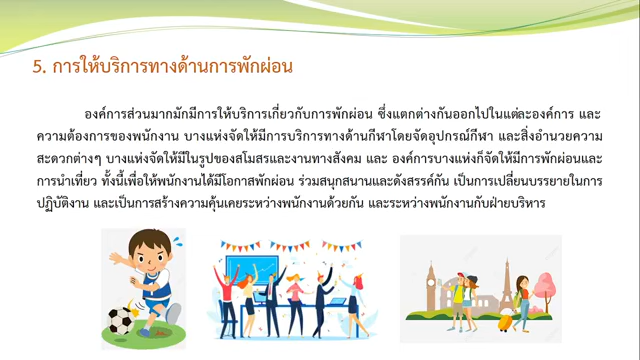 5. การให้บริการทางด้านการพักผ่อน
องค์การส่วนมากมักมีการให้บริการเกี่ยวกับการพักผ่อน ซึ่งแตกต่างกันออกไปในแต่ละองค์การ และ
ความต้องการของพนักงาน บางแห่งจัดให้มีการบริการทางด้านกีฬาโดยจัดอุปกรณ์กีฬา และสิ่งอำนวยความ
สะดวกต่างๆ บางแห่งจัดให้มีในรูปของสโมสรและงานทางสังคม และ องค์การบางแห่งก็จัดให้มีการพักผ่อนและ
การนำเที่ยว ทั้งนี้เพื่อให้พนักงานได้มีโอกาสพักผ่อน ร่วมสนุกสนานและดังสรรค์กัน เป็นการเปลี่ยนบรรยายในการ
ปฏิบัติงาน และเป็นการสร้างความคุ้นเคยระหว่างพนักงานด้วยกัน และระหว่างพนักงานกับฝ่ายบริหาร